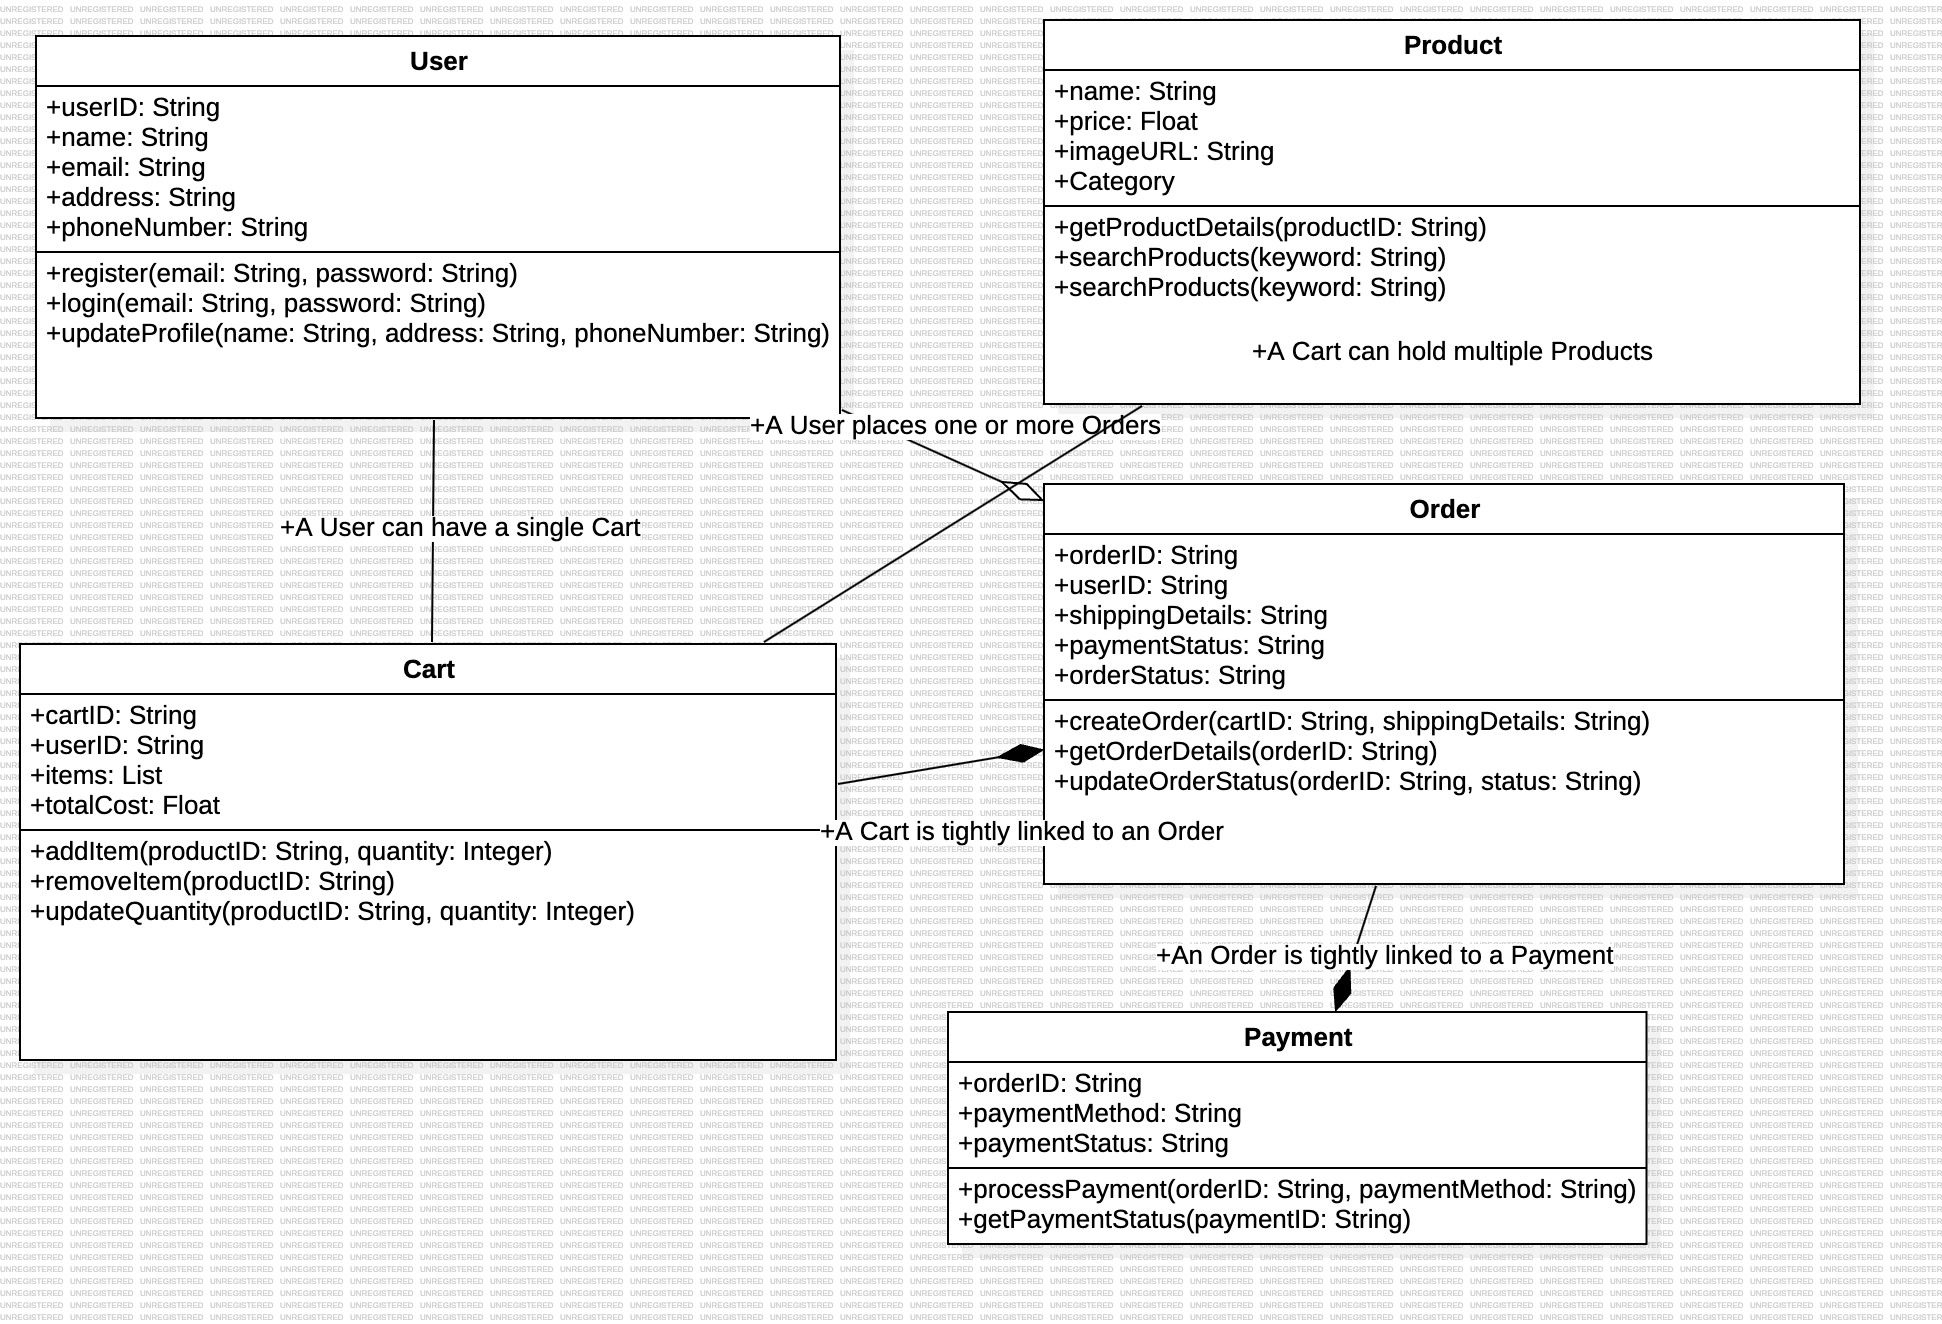 User
+userID: String
+name: String
+email: String
+address: String
+phoneNumber: String
+register(email: String, password: String)
+login(email: String, password: String)
+updateProfile(name: String, address: String, phoneNumber: String)
Product
+name: String
+price: Float
+imageURL: String
+Category
+getProductDetails(productID: String)
+searchProducts(keyword: String)
+searchProducts(keyword: String)
+A Cart can hold multiple Products
+A User places one or more Orders
+A User can have a single Cart
Order
+orderID: String
+userID: String
+shippingDetails: String
+paymentStatus: String
+orderStatus: String
+createOrder(cartID: String, shippingDetails: String)
+getOrderDetails(orderID: String)
+updateOrderStatus(orderID: String, status: String)
Cart
+cartID: String
+userID: String
+items: List
+totalCost: Float
+addItem(productID: String, quantity: Integer)
+removeItem(productID: String)
+updateQuantity(productID: String, quantity: Integer)
+A Cart is tightly linked to an Order
+An Order is tightly linked to a Payment
Payment
+orderID: String
+paymentMethod: String
+paymentStatus: String
+processPayment(orderID: String, paymentMethod: String)
+getPaymentStatus(paymentID: String)
UNREGISTERED